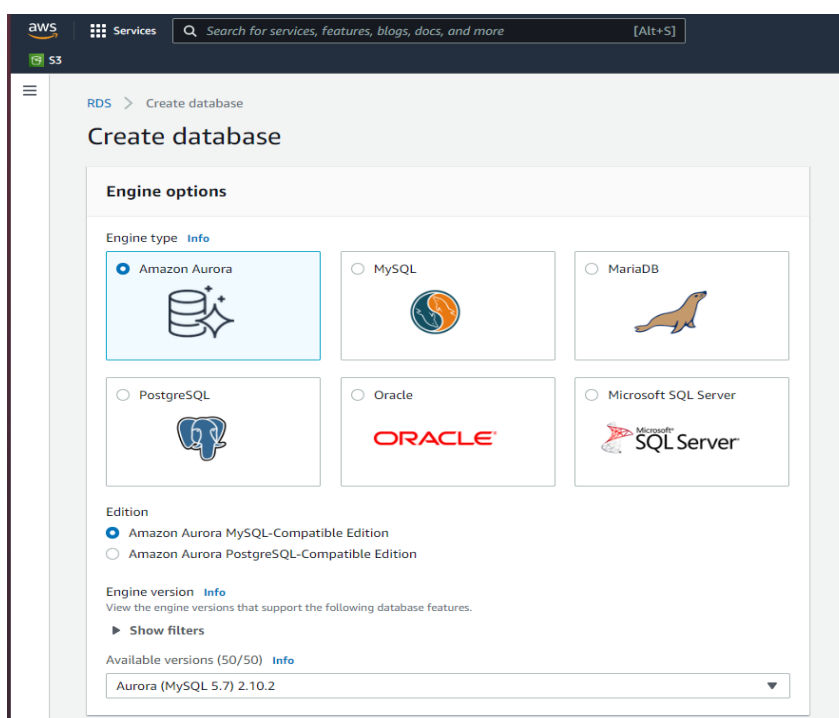 aws Services Search for services, features, blogs, docs, and more [Alt+S]
S3
RDS > Create database
Create database
Engine options
Engine type Info
Amazon Aurora MySQL MariaDB
PostgreSQL Oracle Microsoft SQL Server
ORACLE Microsoft SQL Server
Edition
Amazon Aurora MySQL-Compatible Edition
Amazon Aurora PostgreSQL-Compatible Edition
Engine version Info
View the engine versions that support the following database features.
Show filters
Available versions (50/50) Info
Aurora (MySQL 5.7) 2.10.2